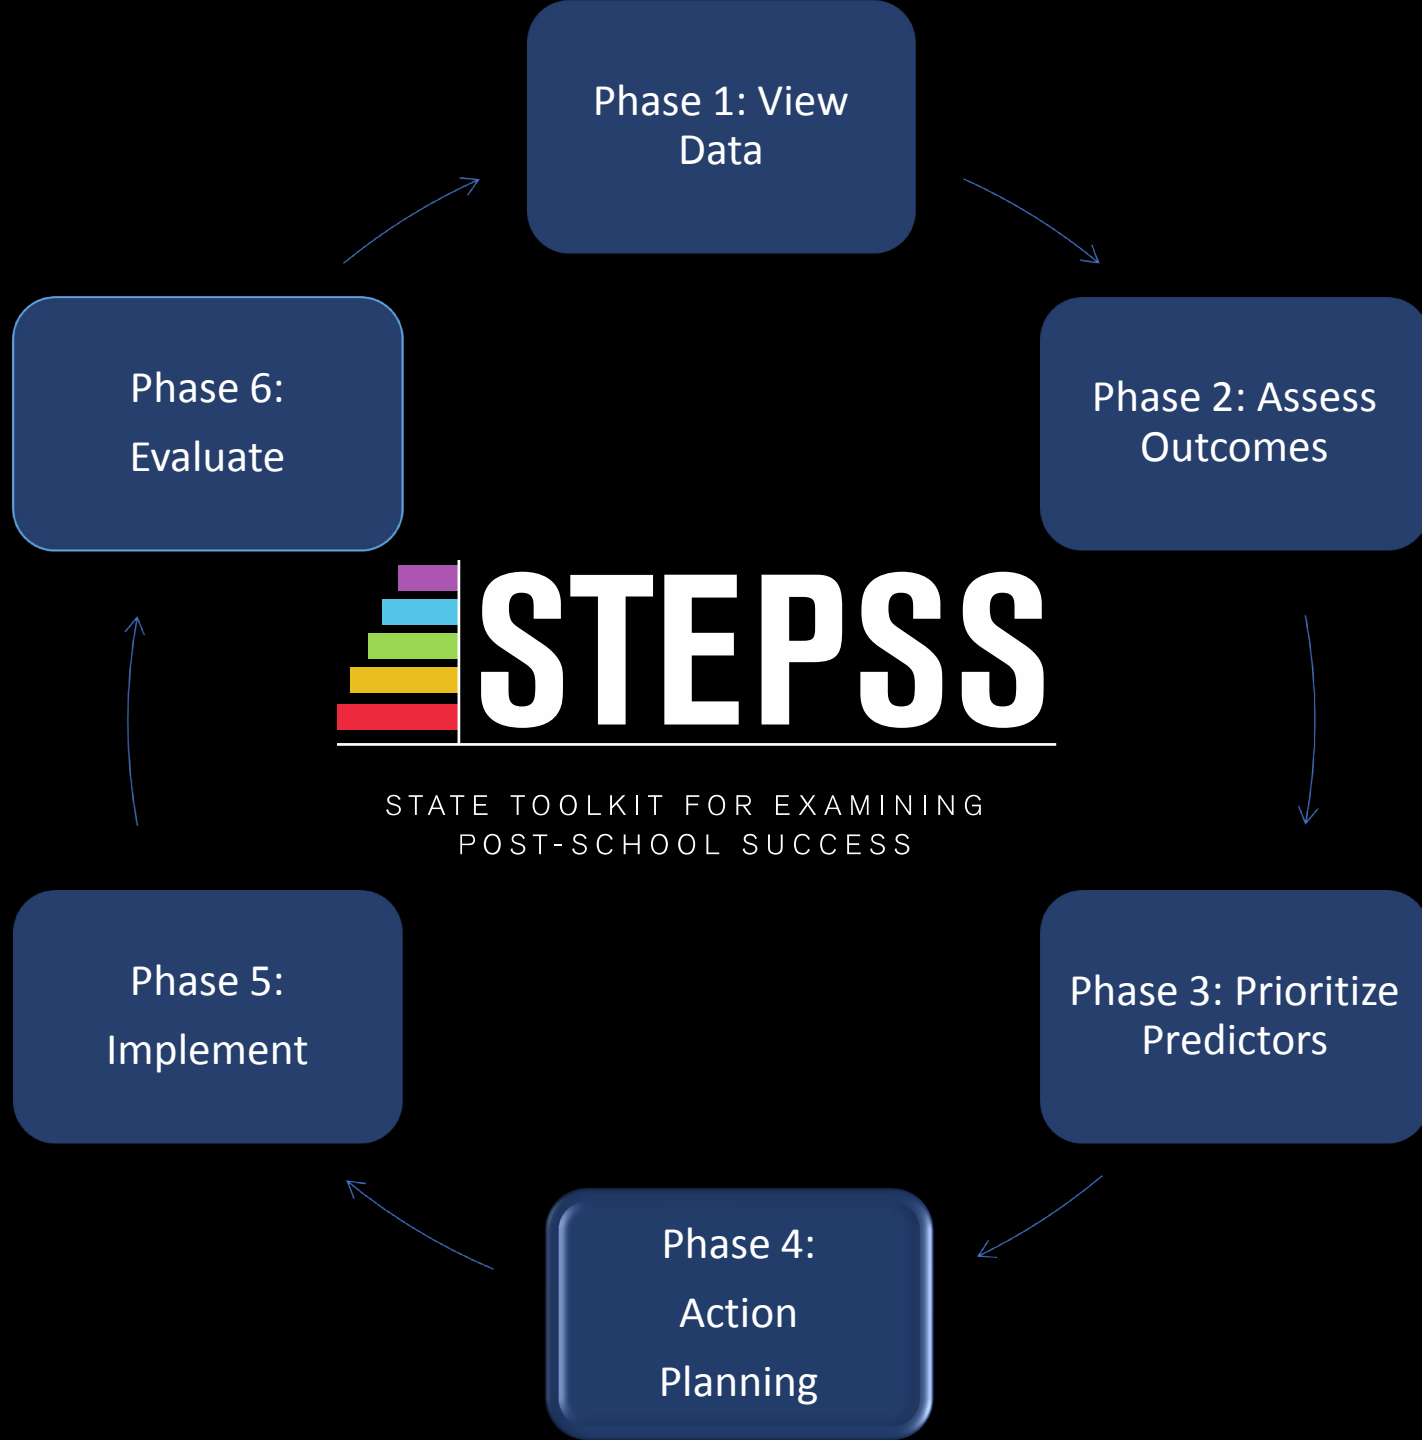 Phase 1: View
Data
Phase 2: Assess
Outcomes
Phase 3: Prioritize
Predictors
Phase 4:
Action
Planning
Phase 5:
Implement
Phase 6:
Evaluate
STEPSS
STATE TOOLKIT FOR EXAMINING
POST-SCHOOL SUCCESS